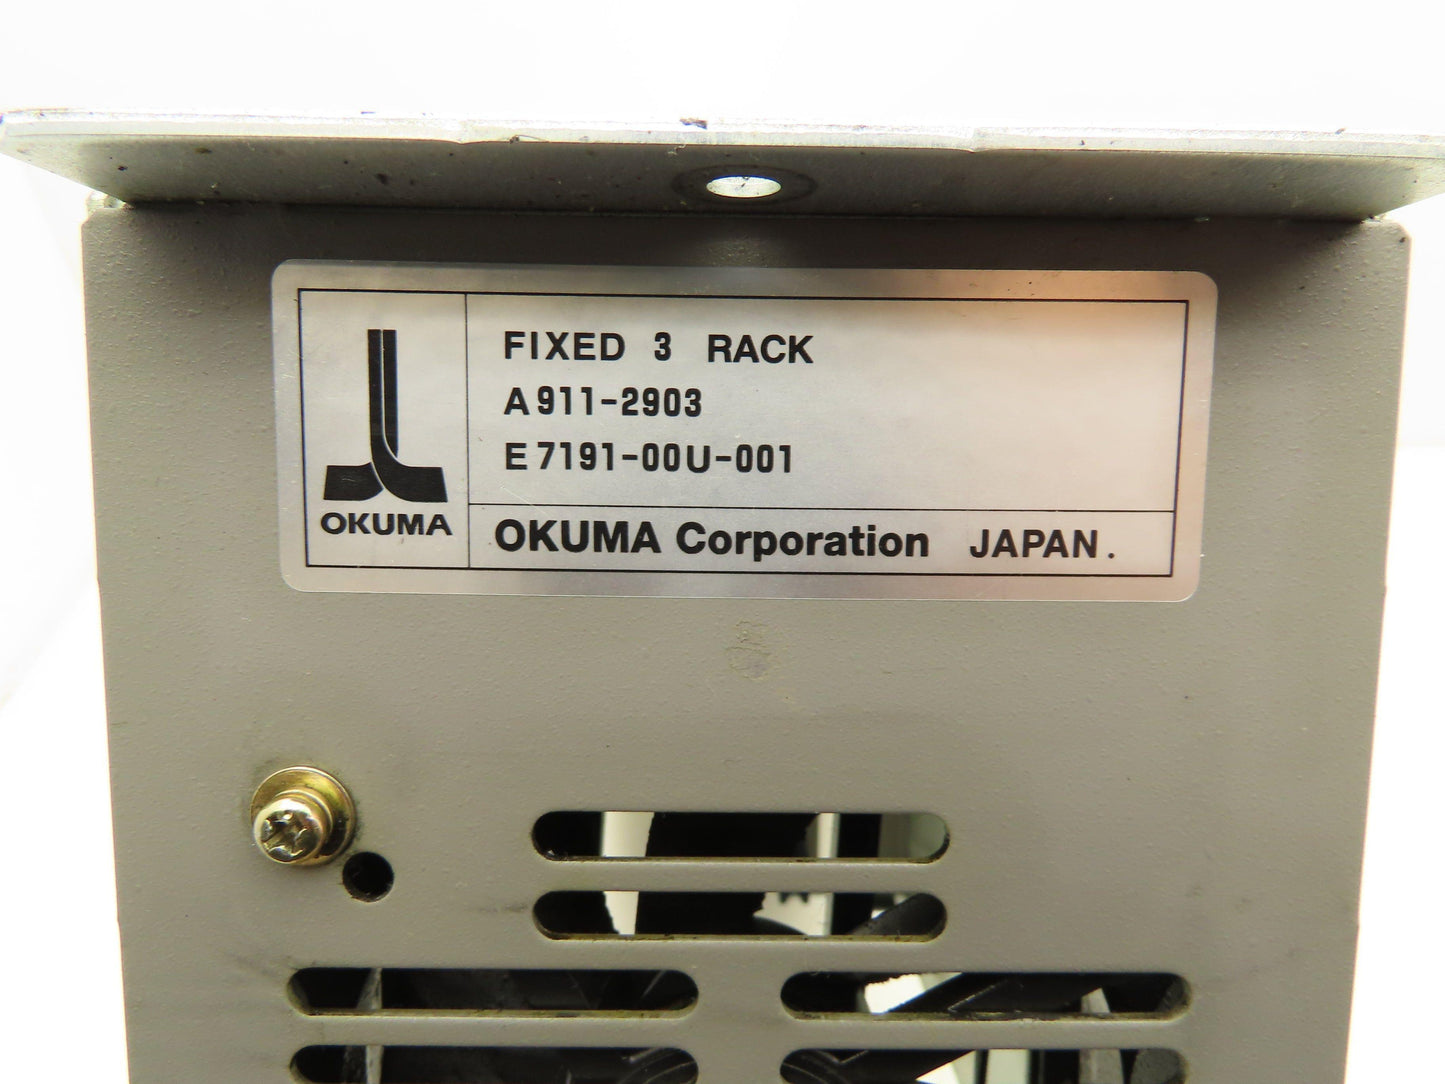 FIXED 3 RACK
A911-2903
E7191-00U-001
OKUMA
OKUMA Corporation JAPAN.